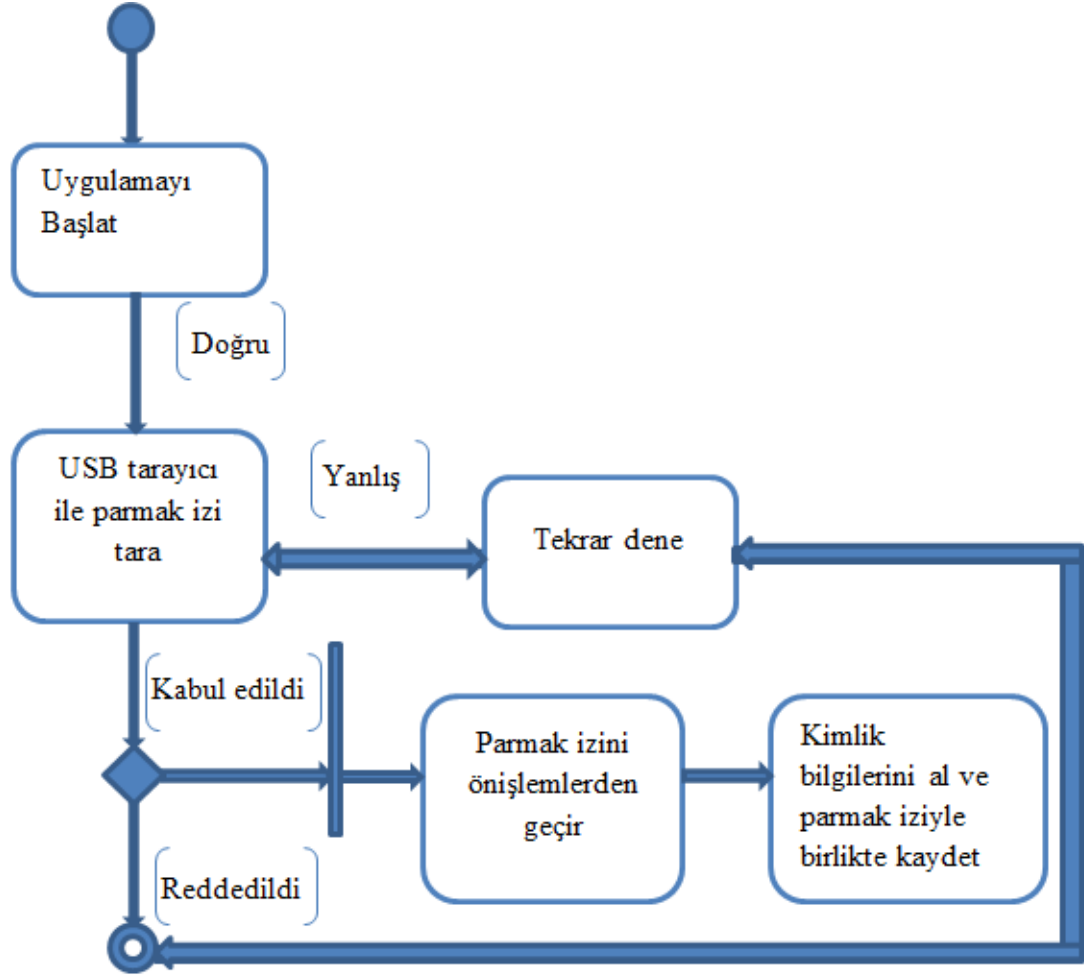 Uygulamayı
Başlat
Doğru
USB tarayıcı
ile parmak izi
tara
Yanlış
Tekrar dene
Kabul edildi
Parmak izini
önişlemlerden
geçir
Kimlik
bilgilerini al ve
parmak iziyle
birlikte kaydet
Reddedildi